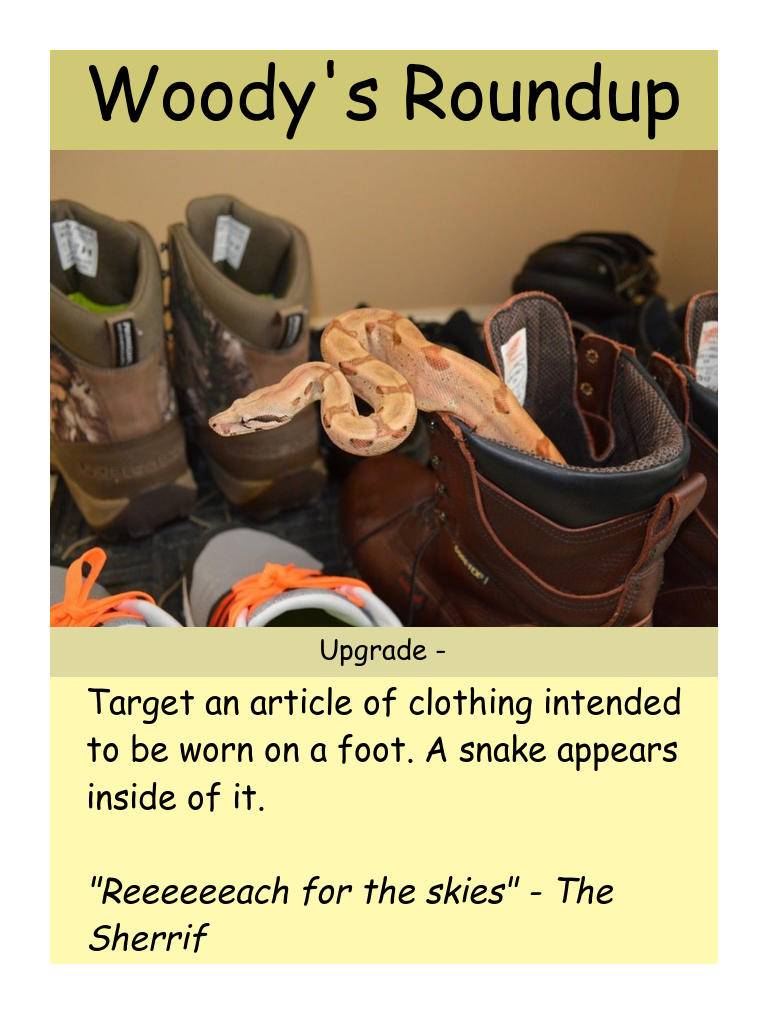 Woody's Roundup
Upgrade -
Target an article of clothing intended
to be worn on a foot. A snake appears
inside of it.
"Reeeeeeach for the skies" - The
Sherrif